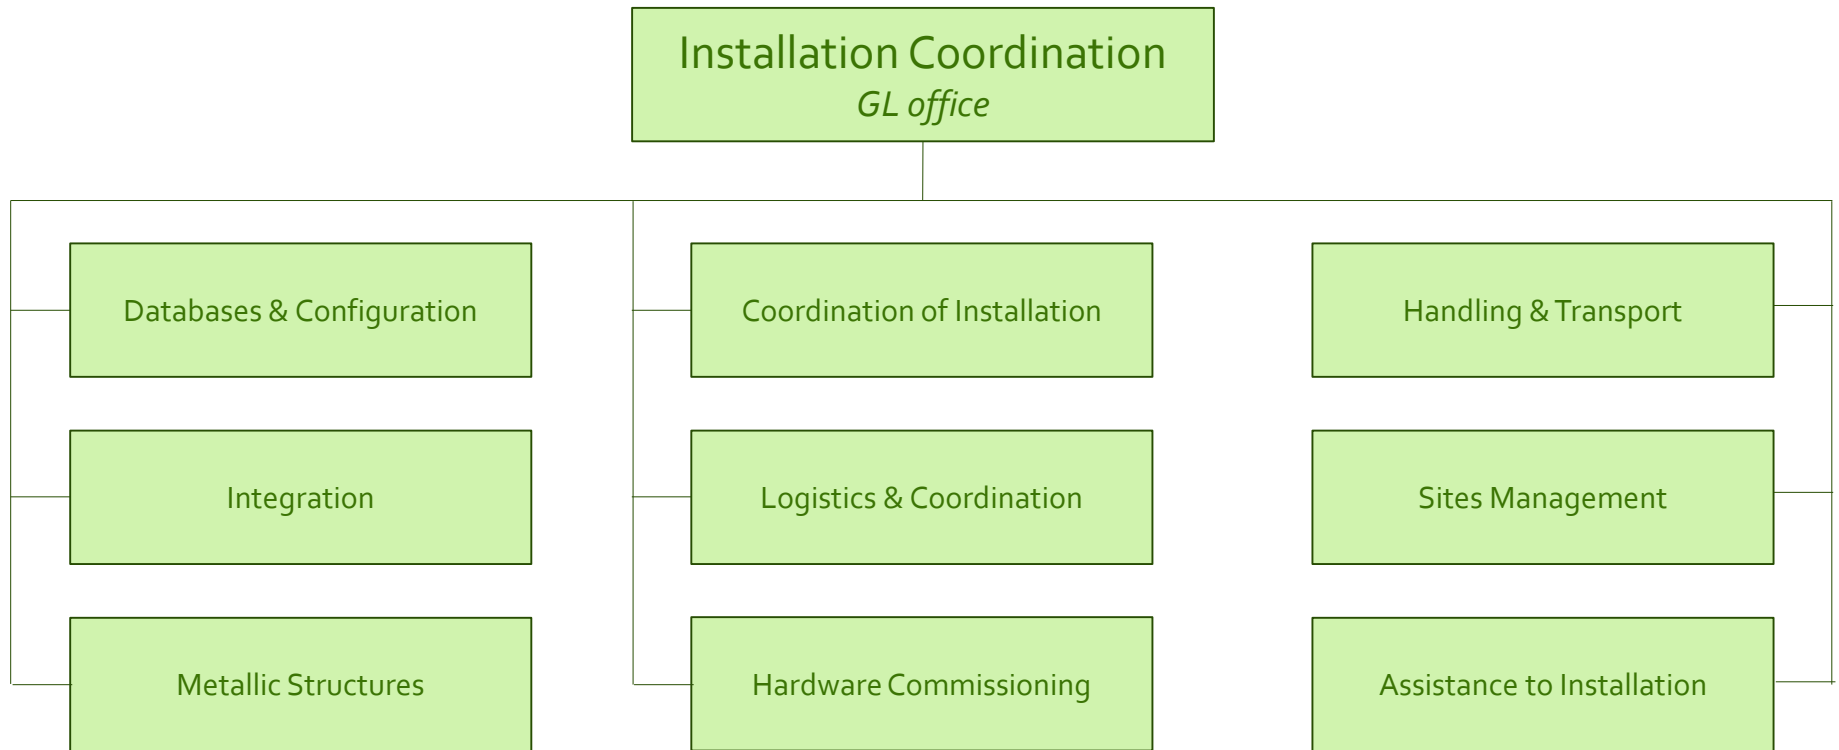 Installation Coordination
GL office
Databases & Configuration
Coordination of Installation
Handling & Transport
Integration
Logistics & Coordination
Sites Management
Metallic Structures
Hardware Commissioning
Assistance to Installation